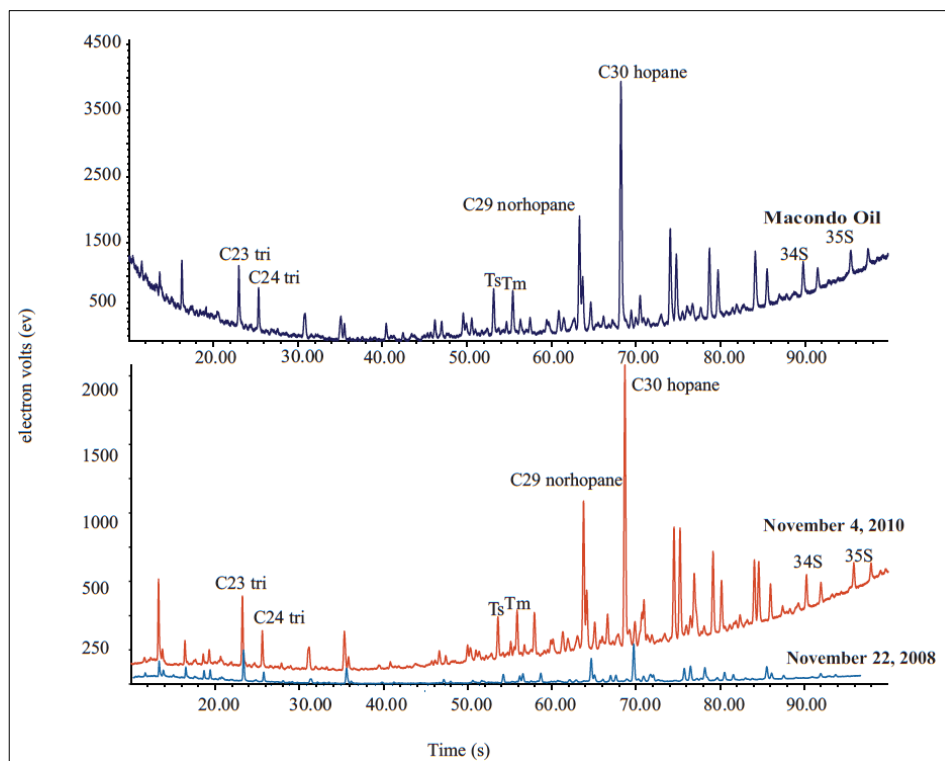 4500
3500
2500
1500
500
C30 hopane
C29 norhopane
Macondo Oil
35S
34S
C23 tri
C24 tri
Ts Tm
20.00 30.00 40.00 50.00 60.00 70.00 80.00 90.00
electron volts (ev)
2000
1500
1000
500
250
C30 hopane
C29 norhopane
November 4, 2010
34S 35S
C23 tri
C24 tri
Ts Tm
November 22, 2008
20.00 30.00 40.00 50.00 60.00 70.00 80.00 90.00
Time (s)